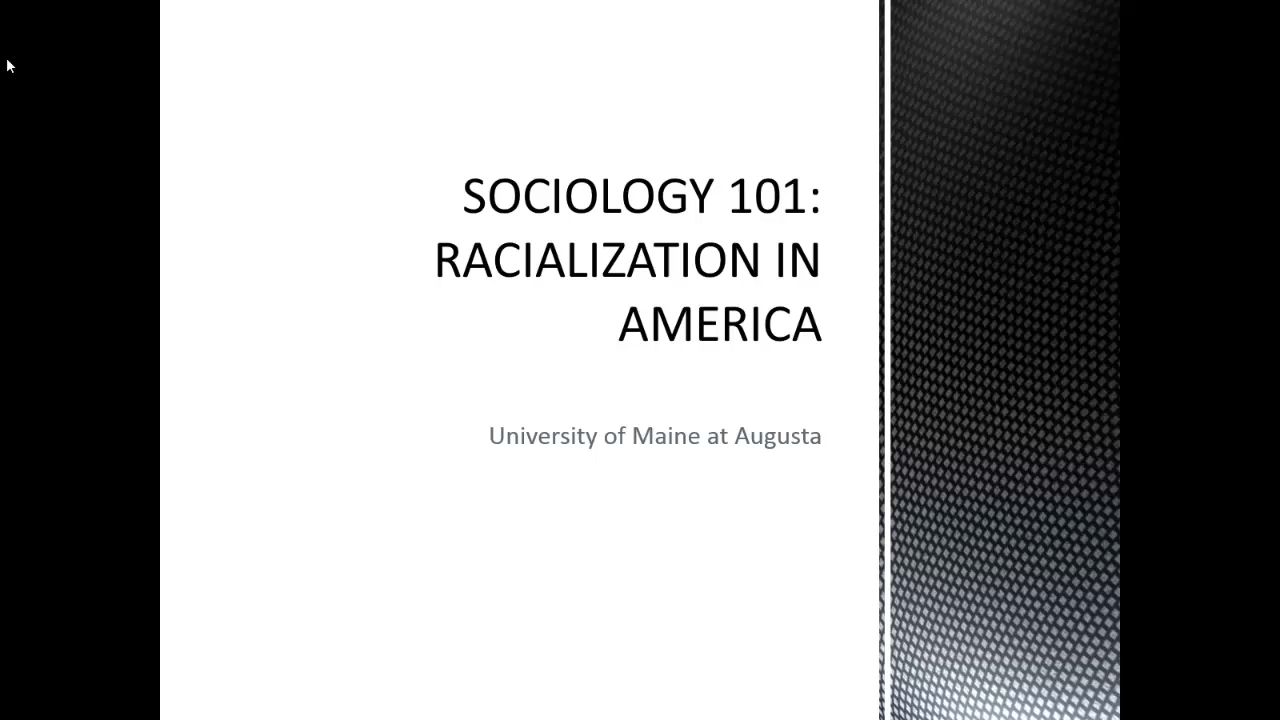 SOCIOLOGY 101:
RACIALIZATION IN
AMERICA
University of Maine at Augusta